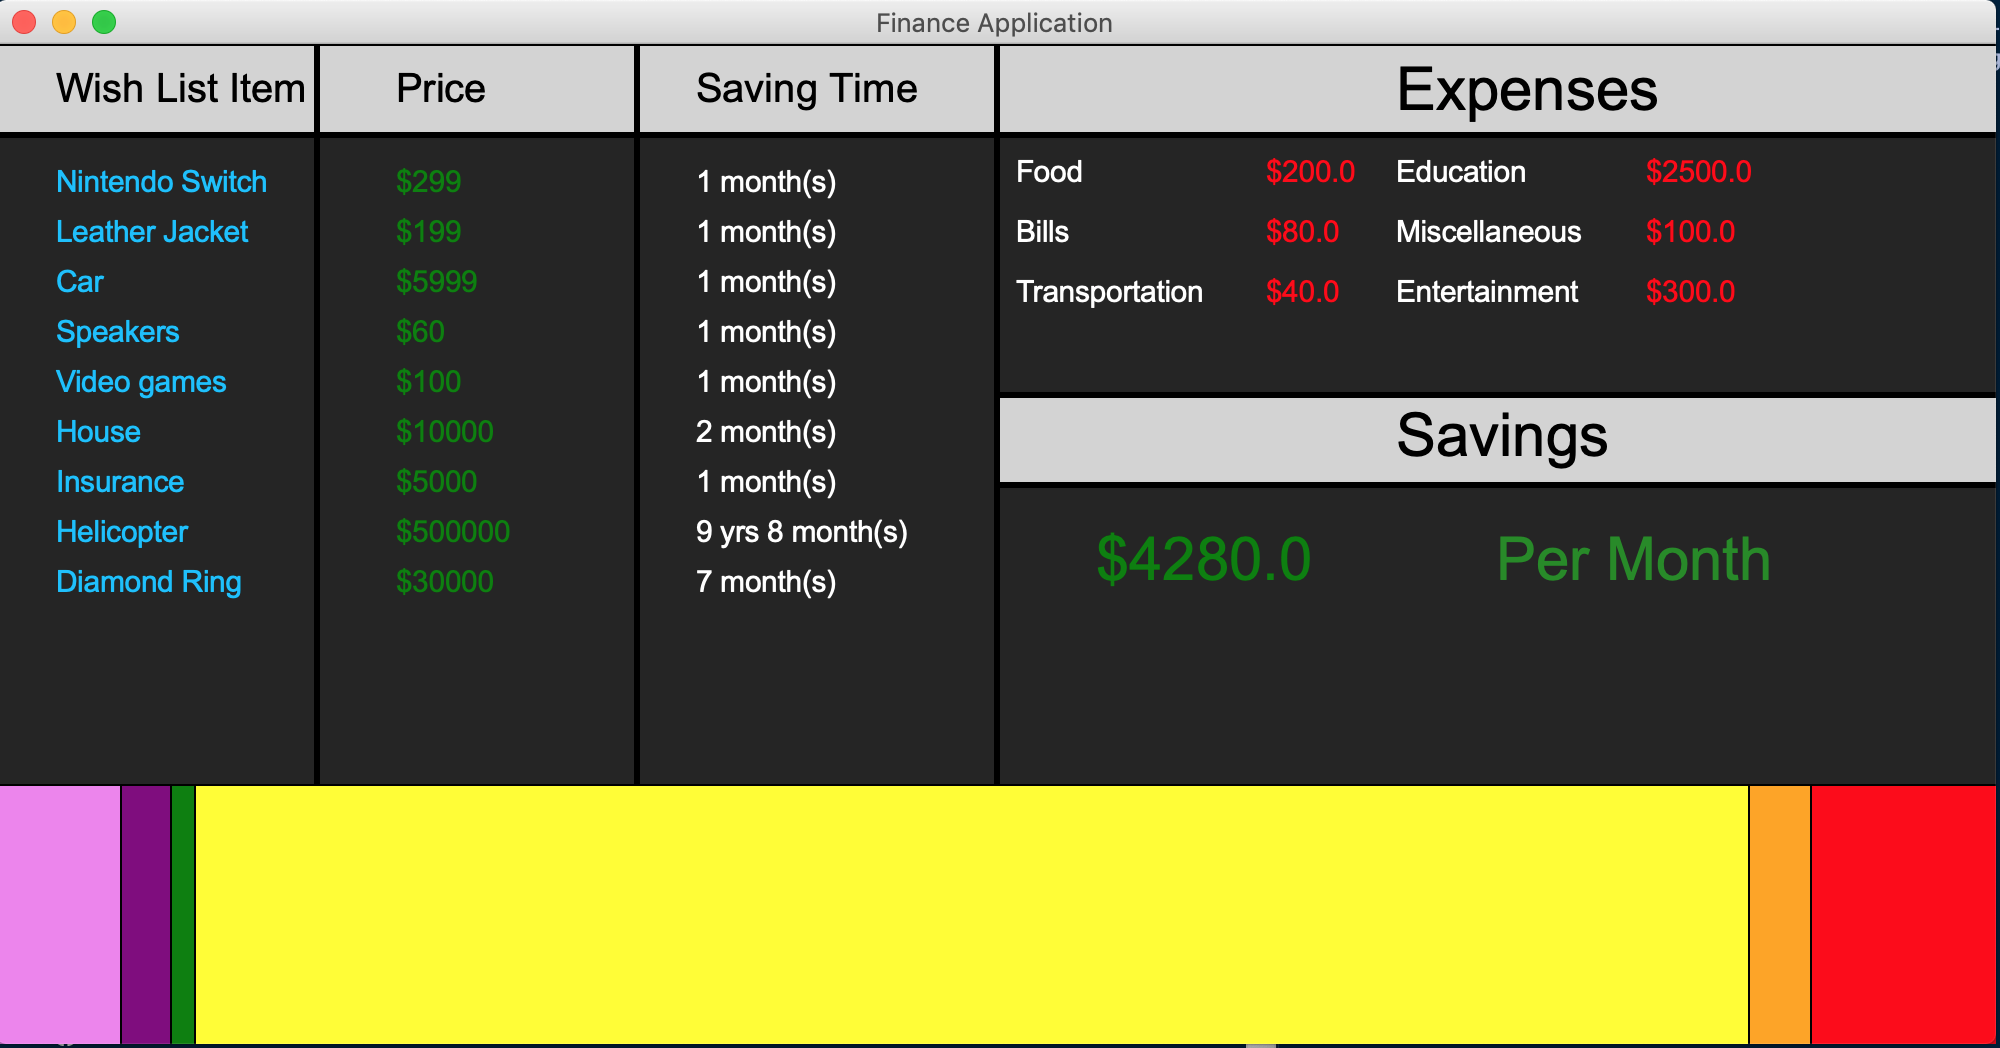 Finance Application
Wish List Item Price Saving Time
Nintendo Switch $299 1 month(s)
Leather Jacket $199 1 month(s)
Car $5999 1 month(s)
Speakers $60 1 month(s)
Video games $100 1 month(s)
House $10000 2 month(s)
Insurance $5000 1 month(s)
Helicopter $500000 9 yrs 8 month(s)
Diamond Ring $30000 7 month(s)
Expenses
Food $200.0 Education $2500.0
Bills $80.0 Miscellaneous $100.0
Transportation $40.0 Entertainment $300.0
Savings
$4280.0 Per Month